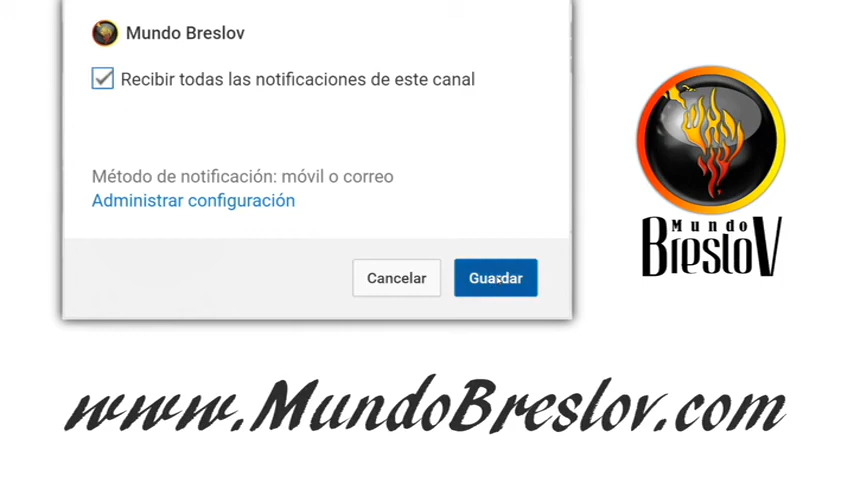 Mundo Breslov
Recibir todas las notificaciones de este canal
Método de notificación: móvil o correo
Administrar configuración
Cancelar
Guardar
Mundo
Breslov
www.MundoBreslov.com